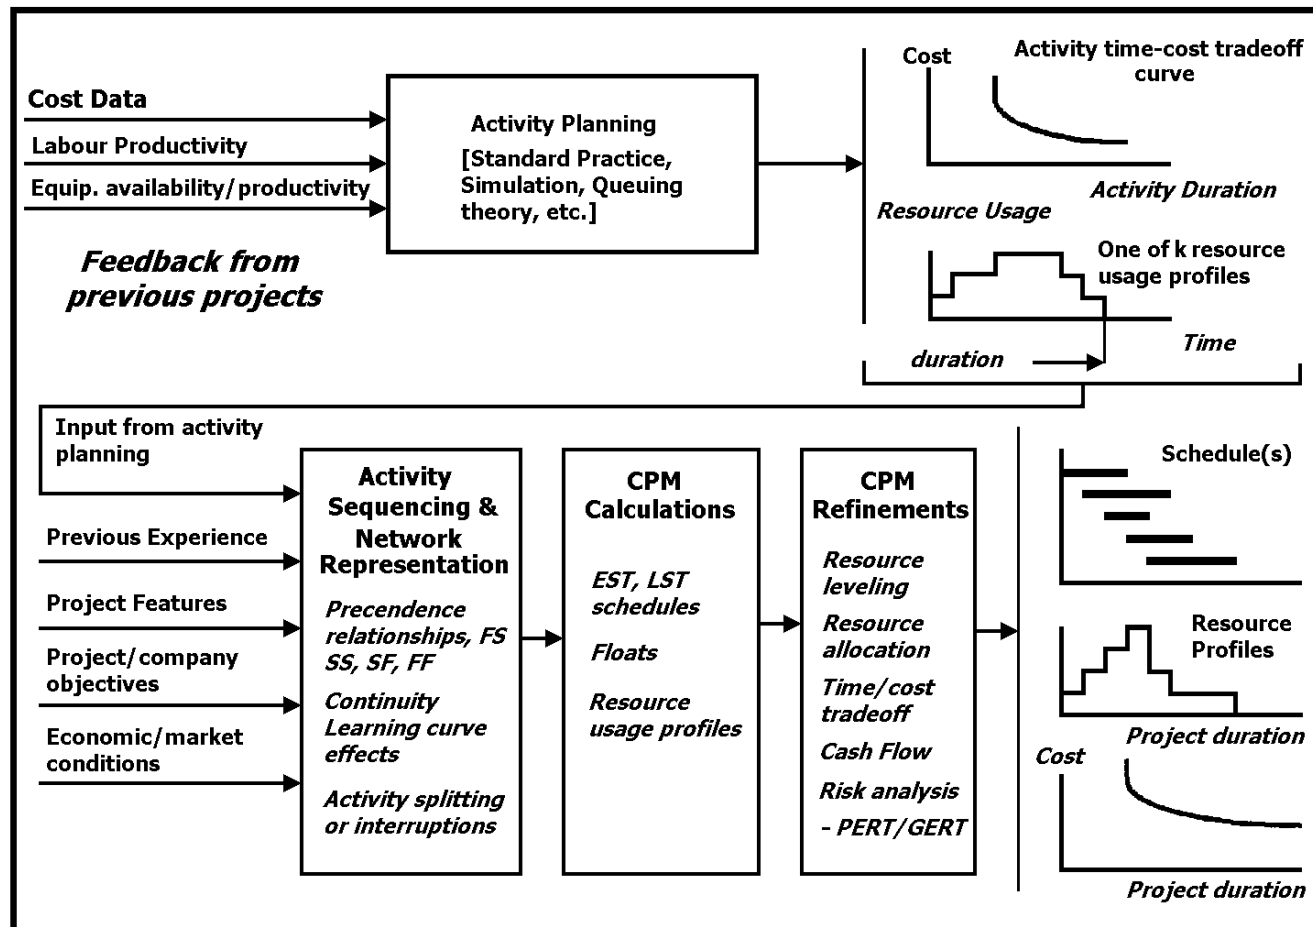 Cost Data
Labour Productivity
Equip. availability/productivity
Feedback from
previous projects
Activity Planning
[Standard Practice,
Simulation, Queuing
theory, etc.]
Cost
Activity time-cost tradeoff
curve
Activity Duration
Resource Usage
One of k resource
usage profiles
Time
duration
Input from activity
planning
Previous Experience
Project Features
Project/company
objectives
Economic/market
conditions
Activity
Sequencing &
Network
Representation
Precendence
relationships, FS
SS, SF, FF
Continuity
Learning curve
effects
Activity splitting
or interruptions
CPM
Calculations
EST, LST
schedules
Floats
Resource
usage profiles
CPM
Refinements
Resource
leveling
Resource
allocation
Time/cost
tradeoff
Cash Flow
Risk analysis
- PERT/GERT
Schedule(s)
Resource
Profiles
Project duration
Cost
Project duration